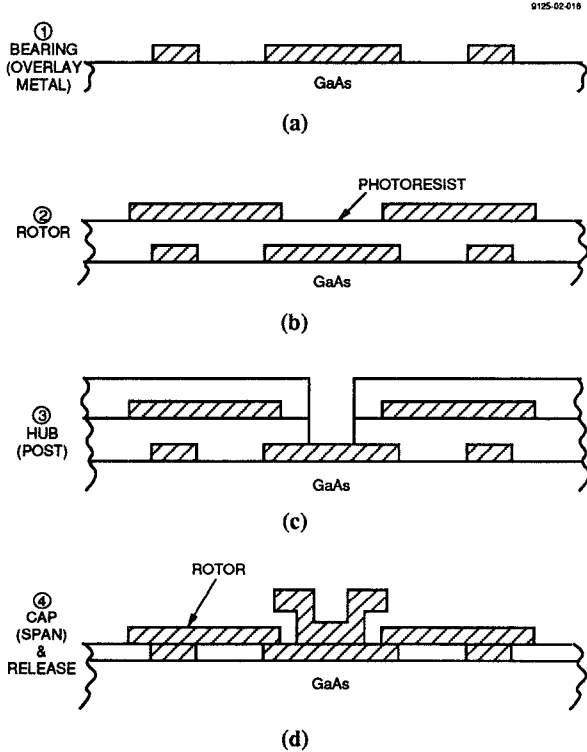 9125-02-016
①
BEARING
(OVERLAY
METAL)
GaAs
(a)
PHOTORESIST
②
ROTOR
GaAs
(b)
③
HUB
(POST)
GaAs
(c)
ROTOR
④
CAP
(SPAN)
&
RELEASE
GaAs
(d)